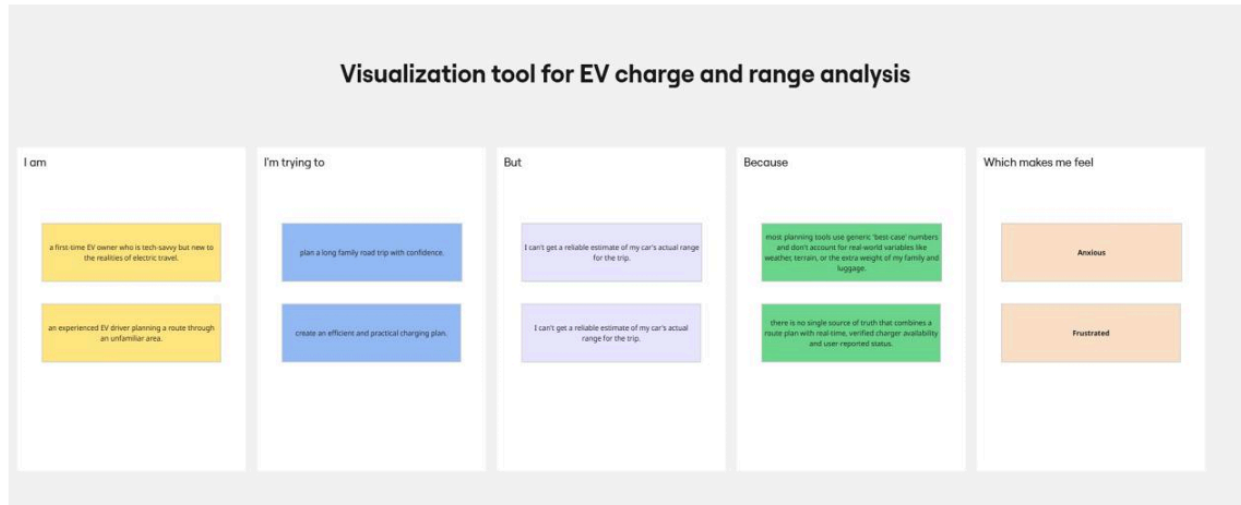 Visualization tool for EV charge and range analysis
I am
a first-time EV owner who is tech-savvy but new to
the realities of electric travel.
an experienced EV driver planning a route through
an unfamiliar area.
I'm trying to
plan a long family road trip with confidence.
create an efficient and practical charging plan.
But
I can't get a reliable estimate of my car's actual range
for the trip.
I can't get a reliable estimate of my car's actual
range for the trip.
Because
most planning tools use generic 'best-case' numbers
and don't account for real-world variables like
weather, terrain, or the extra weight of my family and
luggage.
there is no single source of truth that combines a
route plan with real-time, verified charger availability
and user-reported status.
Which makes me feel
Anxious
Frustrated